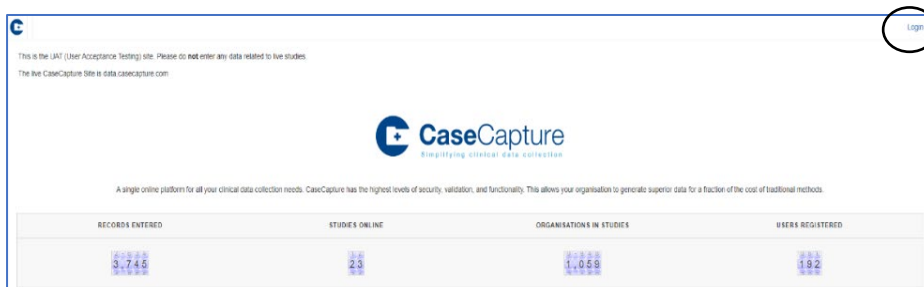 Login
This is the UAT (User Acceptance Testing) site. Please do not enter any data related to live studies.
The live CaseCapture Site is data.casecapture.com
CaseCapture
Simplifying clinical data collection
A single online platform for all your clinical data collection needs. CaseCapture has the highest levels of security, validation, and functionality. This allows your organisation to generate superior data for a fraction of the cost of traditional methods.
RECORDS ENTERED STUDIES ONLINE ORGANISATIONS IN STUDIES USERS REGISTERED
3,745 23 1,059 192